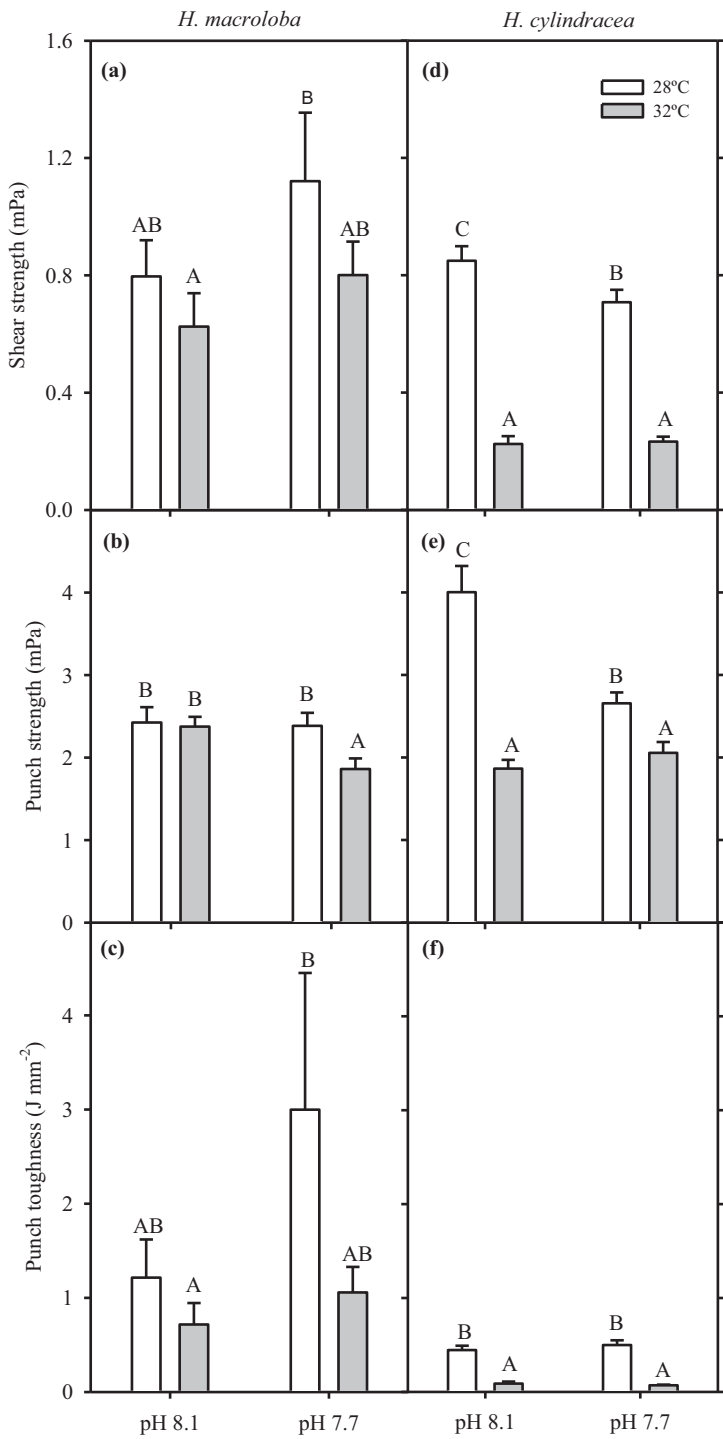 H. macroloba
H. cylindracea
1.6
1.2
0.8
0.4
0.0
Shear strength (mPa)
(a)
AB
A
B
AB
(d)
28ºC
32ºC
C
A
B
A
4
3
2
1
0
Punch strength (mPa)
(b)
B
B
B
A
(e)
C
A
B
A
4
3
2
1
0
Punch toughness (J mm-2)
(c)
AB
A
B
AB
(f)
B
A
B
A
pH 8.1
pH 7.7
pH 8.1
pH 7.7